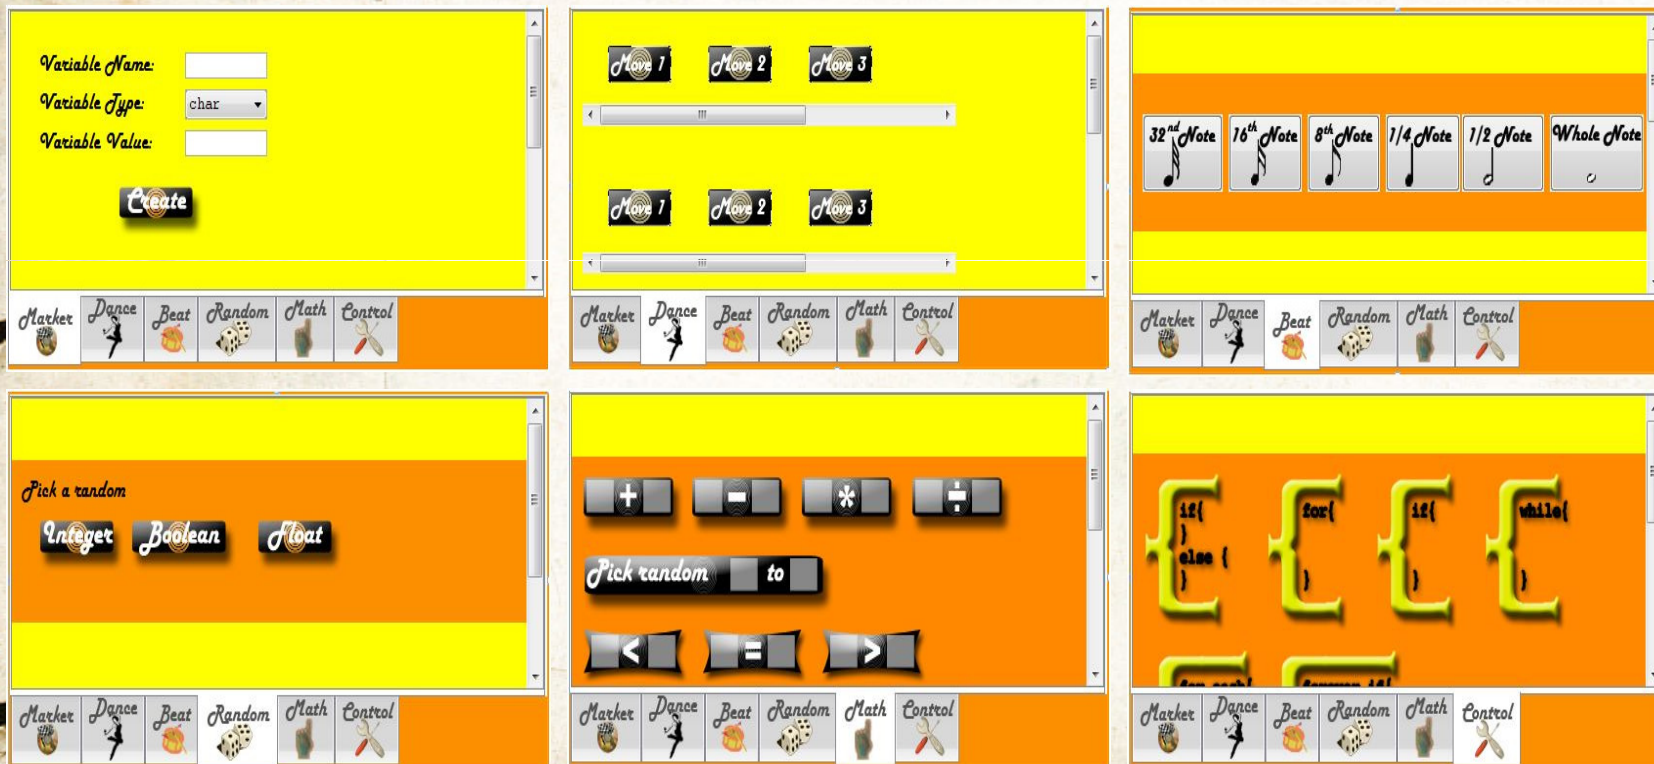 Variable Name:
Variable Type: char
Variable Value:
Create
Marker Dance Beat Random Math Control
Move 1 Move 2 Move 3
Move 1 Move 2 Move 3
Marker Dance Beat Random Math Control
32nd Note 16th Note 8th Note 1/4 Note 1/2 Note Whole Note
Marker Dance Beat Random Math Control
Pick a random
Integer Boolean Float
Marker Dance Beat Random Math Control
+ - * ÷
Pick random to
< = >
Marker Dance Beat Random Math Control
if{ for{ if{ while{
}
else {
} } } }
for each{ forever if{
Marker Dance Beat Random Math Control